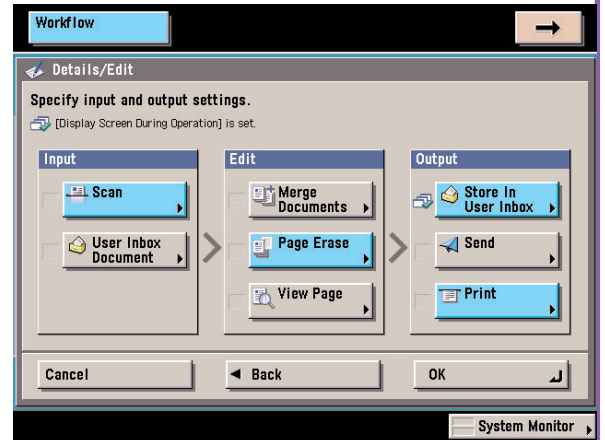 Workflow
Details/Edit
Specify input and output settings.
[Display Screen During Operation] is set.
Input
Scan
User Inbox
Document
Edit
Merge
Documents
Page Erase
View Page
Output
Store In
User Inbox
Send
Print
Cancel
Back
OK
System Monitor